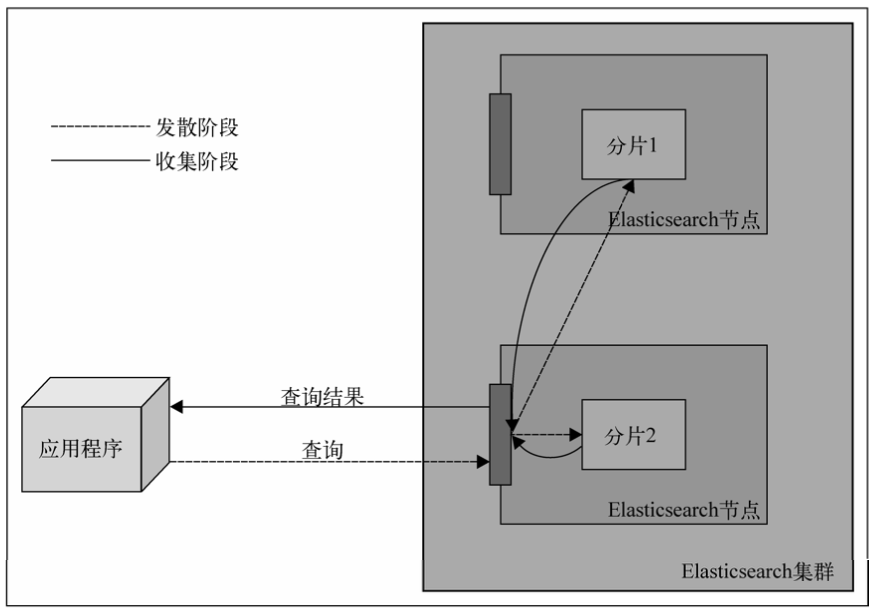 发散阶段
收集阶段
分片1
Elasticsearch节点
查询结果
应用程序
查询
分片2
Elasticsearch节点
Elasticsearch集群